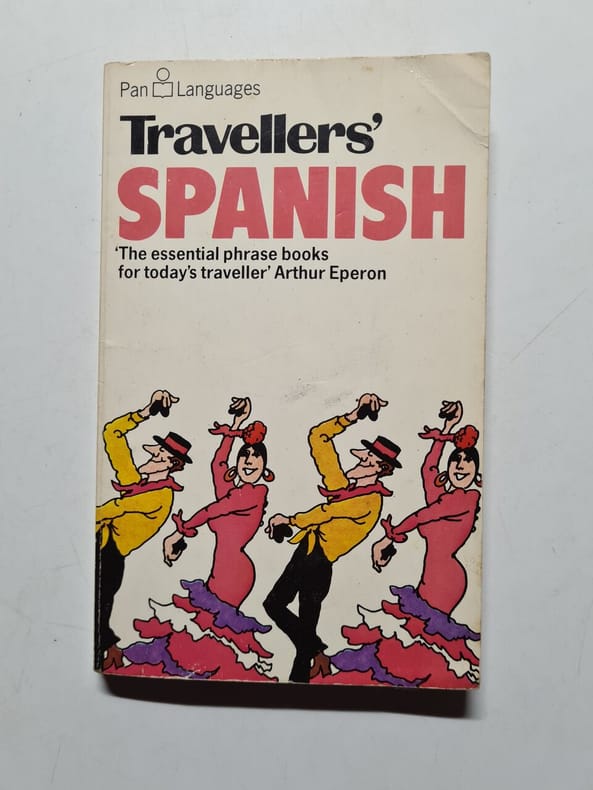 Pan Languages
Travellers'
SPANISH
'The essential phrase books
for today's traveller' Arthur Eperon